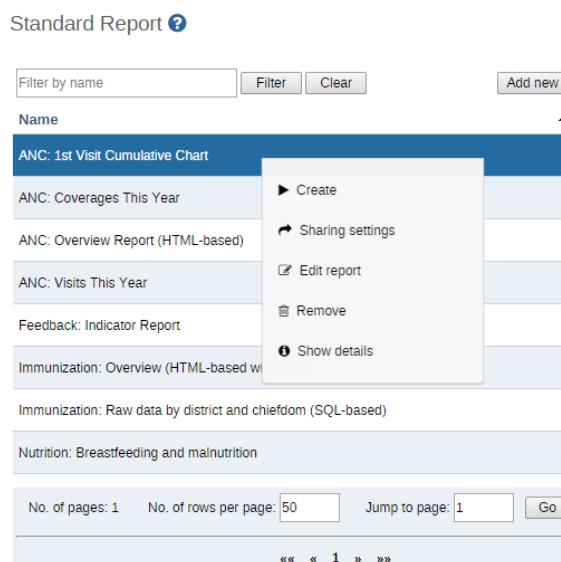 Standard Report
Filter by name Filter Clear Add new
Name
ANC: 1st Visit Cumulative Chart
ANC: Coverages This Year
ANC: Overview Report (HTML-based)
ANC: Visits This Year
Feedback: Indicator Report
Immunization: Overview (HTML-based
Immunization: Raw data by district and chiefdom (SQL-based)
Nutrition: Breastfeeding and malnutrition
Create
Sharing settings
Edit report
Remove
Show details
No. of pages: 1 No. of rows per page: 50 Jump to page: 1 Go
«« « 1 » »»